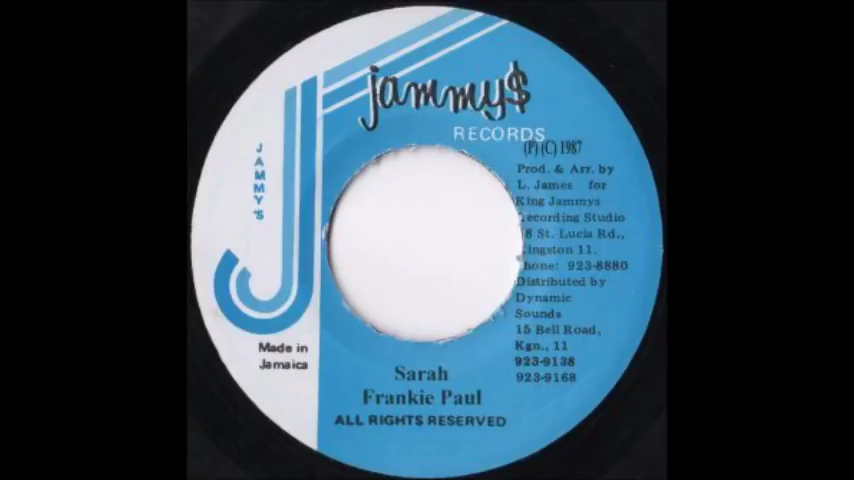 jammy$
RECORDS
(P) (C) 1987
JAMMY'S
Prod. & Arr. by
L. James for
King Jammys
Recording Studio
8 St. Lucia Rd.,
Kingston 11.
Phone: 923-8880
Distributed by
Dynamic
Sounds
15 Bell Road,
Kgn., 11
923-9138
923-9168
Made in
Jamaica
Sarah
Frankie Paul
ALL RIGHTS RESERVED